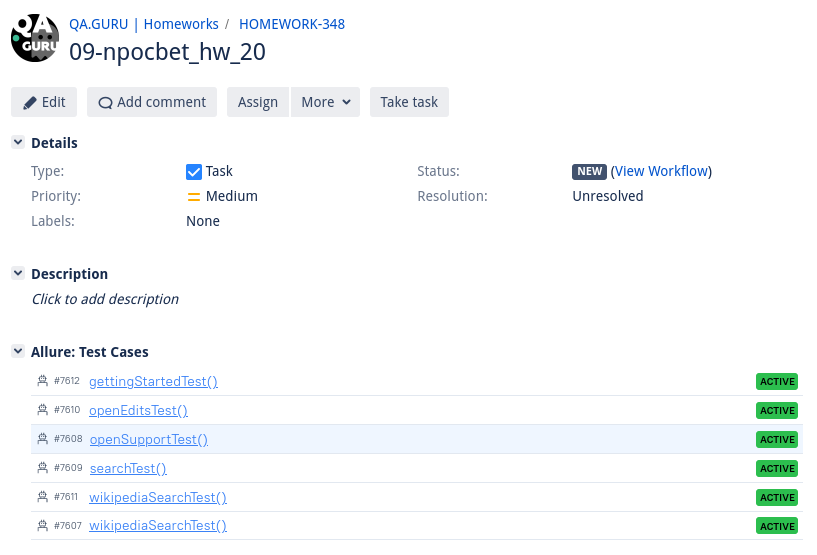 QA
GURU
QA.GURU | Homeworks / HOMEWORK-348
09-npocbet_hw_20
Edit Add comment Assign More Take task
Details
Type: Task Status: NEW (View Workflow)
Priority: Medium Resolution: Unresolved
Labels: None
Description
Click to add description
Allure: Test Cases
#7612 gettingStartedTest() ACTIVE
#7610 openEditsTest() ACTIVE
#7608 openSupportTest() ACTIVE
#7609 searchTest() ACTIVE
#7611 wikipediaSearchTest() ACTIVE
#7607 wikipediaSearchTest() ACTIVE